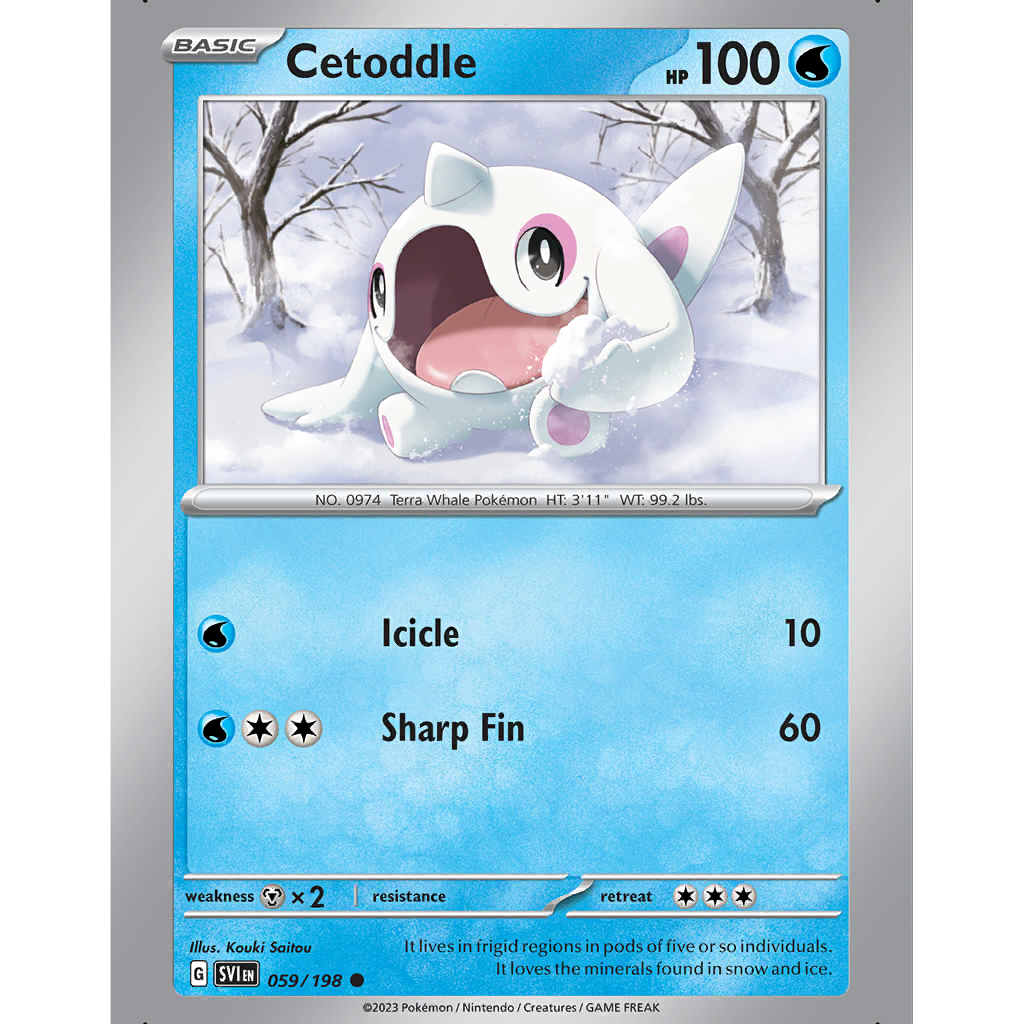 BASIC Cetoddle HP 100
NO. 0974 Terra Whale Pokémon HT: 3'11" WT: 99.2 lbs.
Icicle 10
Sharp Fin 60
weakness ×2 resistance retreat
Illus. Kouki Saitou
It lives in frigid regions in pods of five or so individuals.
It loves the minerals found in snow and ice.
G SVI EN 059/198
©2023 Pokémon / Nintendo / Creatures / GAME FREAK